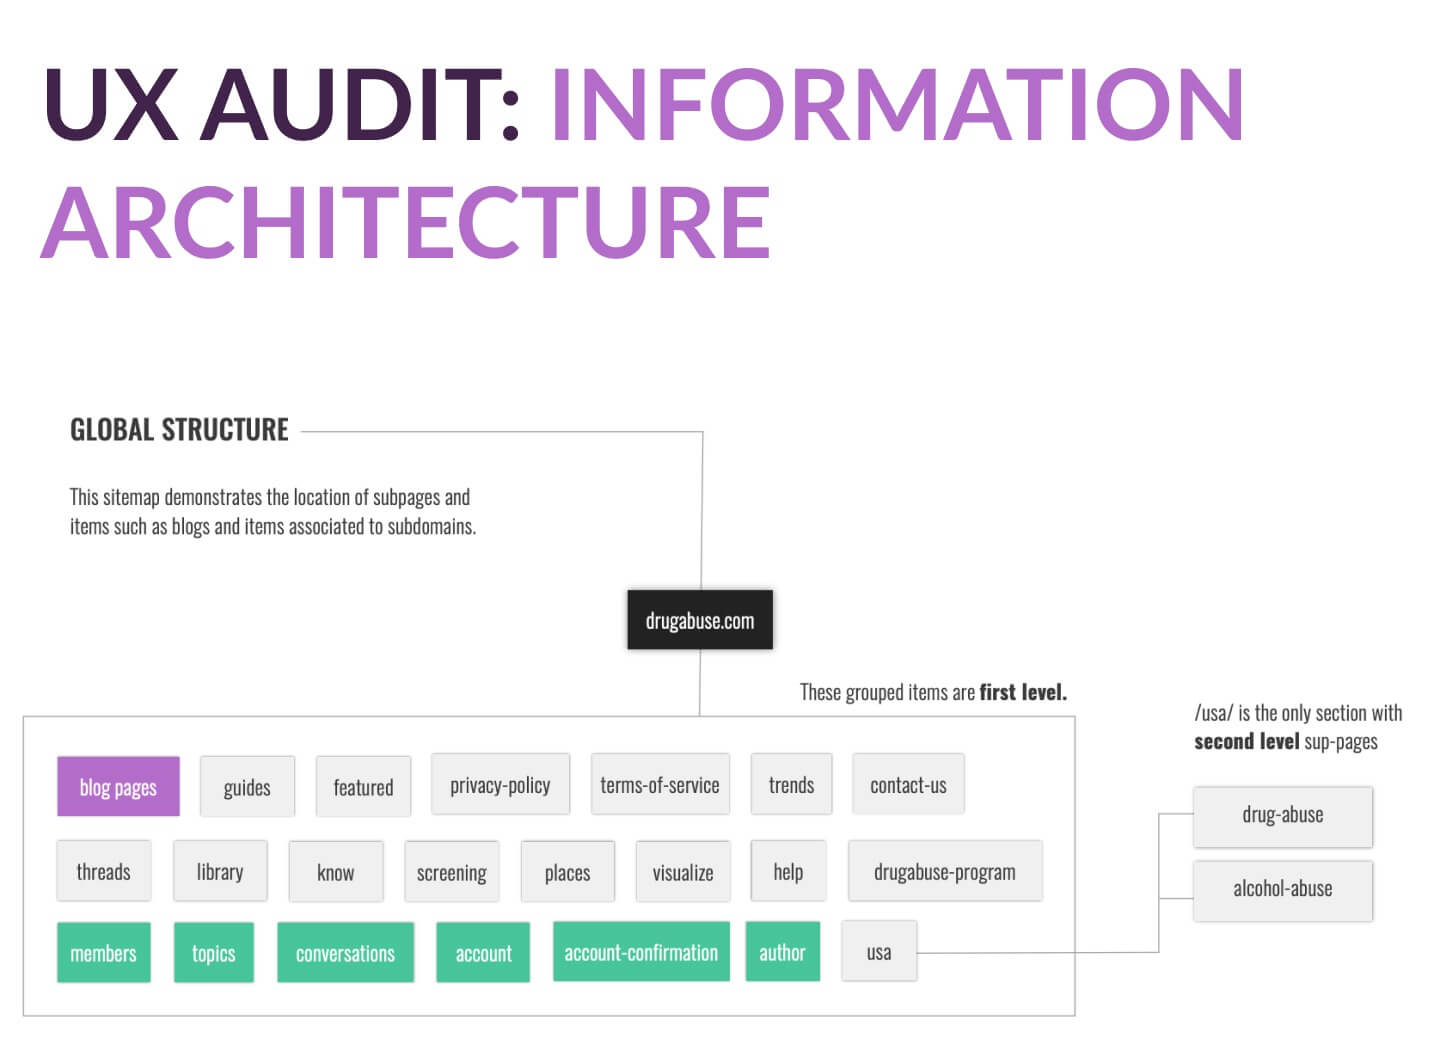 UX AUDIT: INFORMATION
ARCHITECTURE
GLOBAL STRUCTURE
This sitemap demonstrates the location of subpages and
items such as blogs and items associated to subdomains.
drugabuse.com
These grouped items are first level.
/usa/ is the only section with
second level sup-pages
blog pages
guides
featured
privacy-policy
terms-of-service
trends
contact-us
threads
library
know
screening
places
visualize
help
drugabuse-program
members
topics
conversations
account
account-confirmation
author
usa
drug-abuse
alcohol-abuse